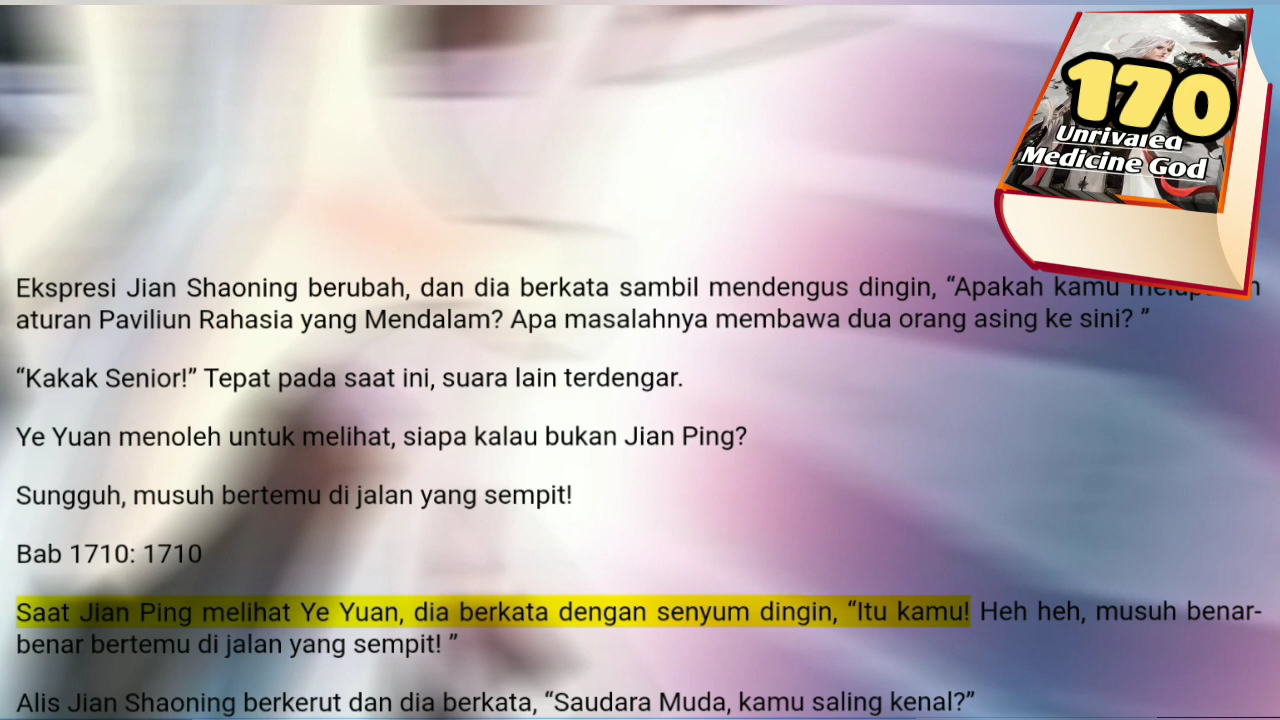 170
Unrivaled
Medicine God
Ekspresi Jian Shaoning berubah, dan dia berkata sambil mendengus dingin, “Apakah kamu
aturan Paviliun Rahasia yang Mendalam? Apa masalahnya membawa dua orang asing ke sini? ”
“Kakak Senior!” Tepat pada saat ini, suara lain terdengar.
Ye Yuan menoleh untuk melihat, siapa kalau bukan Jian Ping?
Sungguh, musuh bertemu di jalan yang sempit!
Bab 1710: 1710
Saat Jian Ping melihat Ye Yuan, dia berkata dengan senyum dingin, “Itu kamu! Heh heh, musuh benar-
benar bertemu di jalan yang sempit! ”
Alis Jian Shaoning berkerut dan dia berkata, “Saudara Muda, kamu saling kenal?”